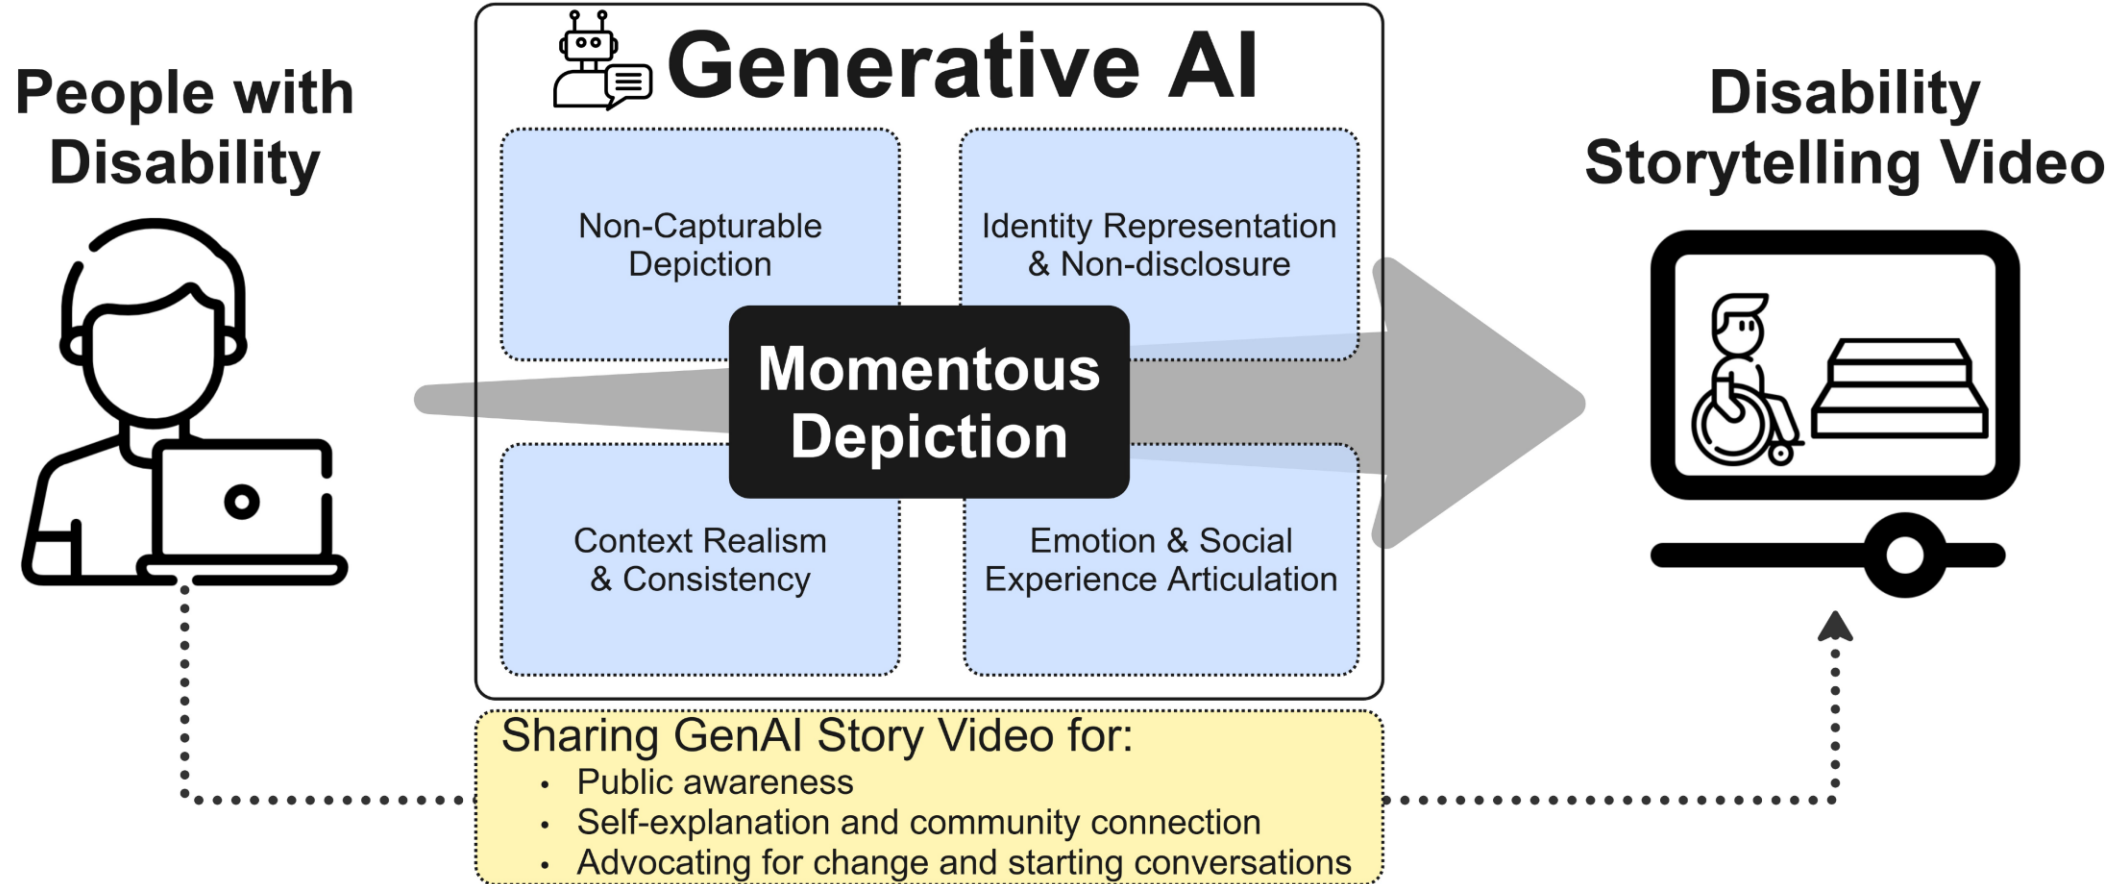 People with
Disability
Generative AI
Non-Capturable
Depiction
Identity Representation
& Non-disclosure
Momentous
Depiction
Context Realism
& Consistency
Emotion & Social
Experience Articulation
Sharing GenAI Story Video for:
• Public awareness
• Self-explanation and community connection
• Advocating for change and starting conversations
Disability
Storytelling Video